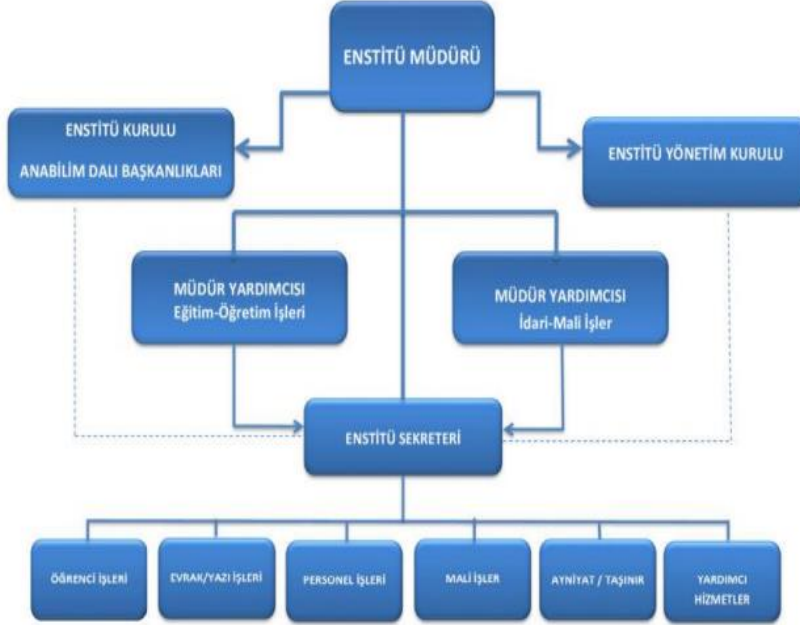 ENSTİTÜ MÜDÜRÜ
ENSTİTÜ KURULU
ANABİLİM DALI BAŞKANLIKLARI
ENSTİTÜ YÖNETİM KURULU
MÜDÜR YARDIMCISI
Eğitim-Öğretim İşleri
MÜDÜR YARDIMCISI
İdari-Mali İşler
ENSTİTÜ SEKRETERİ
ÖĞRENCİ İŞLERİ
EVRAK/YAZI İŞLERİ
PERSONEL İŞLERİ
MALİ İŞLER
AYNİYAT / TAŞINIR
YARDIMCI
HİZMETLER